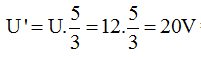 U' = U.5/3 = 12.5/3 = 20V